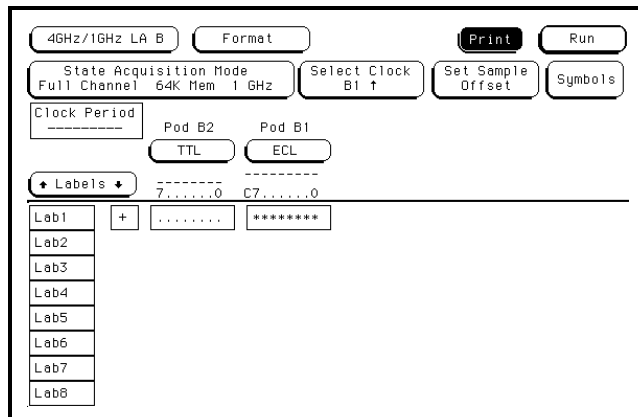 4GHz/1GHz LA B Format Print Run
State Acquisition Mode
Full Channel 64K Mem 1 GHz
Select Clock
B1 ↑
Set Sample
Offset
Symbols
Clock Period
---------
Pod B2 Pod B1
TTL ECL
↑ Labels ↓
--------
7......0
---------
C7......0
Lab1 + ........ ********
Lab2
Lab3
Lab4
Lab5
Lab6
Lab7
Lab8